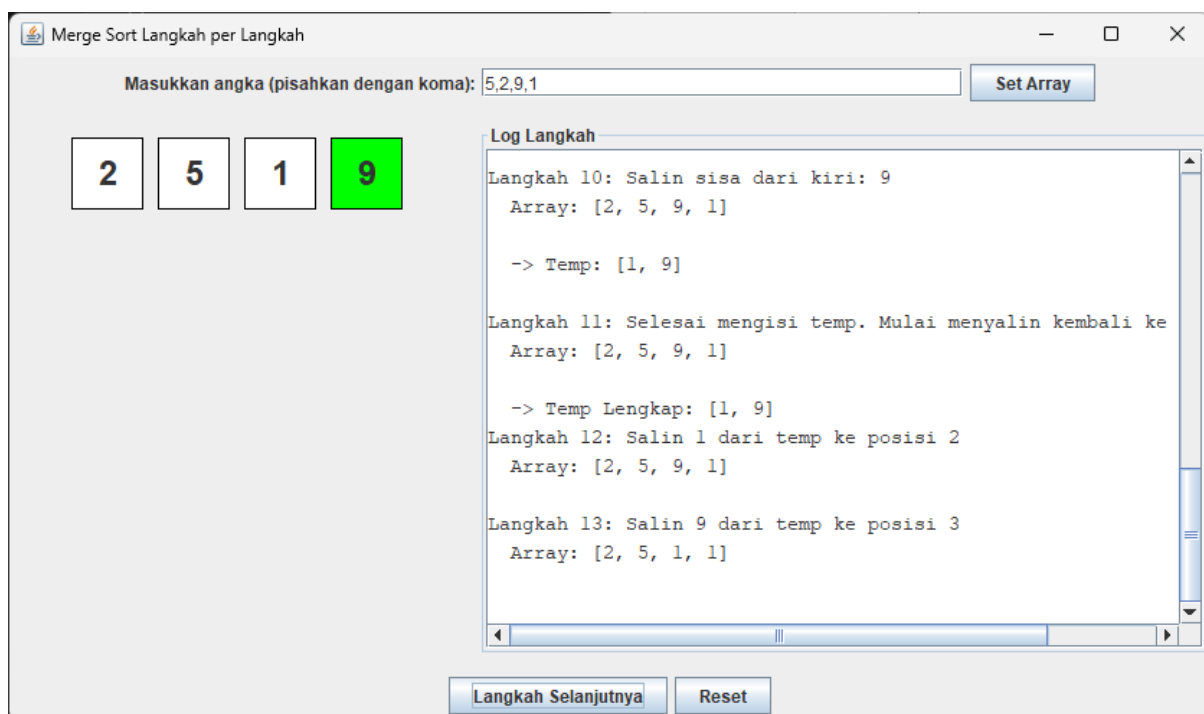 Merge Sort Langkah per Langkah
Masukkan angka (pisahkan dengan koma): 5,2,9,1 Set Array
2 5 1 9
Log Langkah
Langkah 10: Salin sisa dari kiri: 9
Array: [2, 5, 9, 1]
-> Temp: [1, 9]
Langkah 11: Selesai mengisi temp. Mulai menyalin kembali ke
Array: [2, 5, 9, 1]
-> Temp Lengkap: [1, 9]
Langkah 12: Salin 1 dari temp ke posisi 2
Array: [2, 5, 9, 1]
Langkah 13: Salin 9 dari temp ke posisi 3
Array: [2, 5, 1, 1]
Langkah Selanjutnya Reset